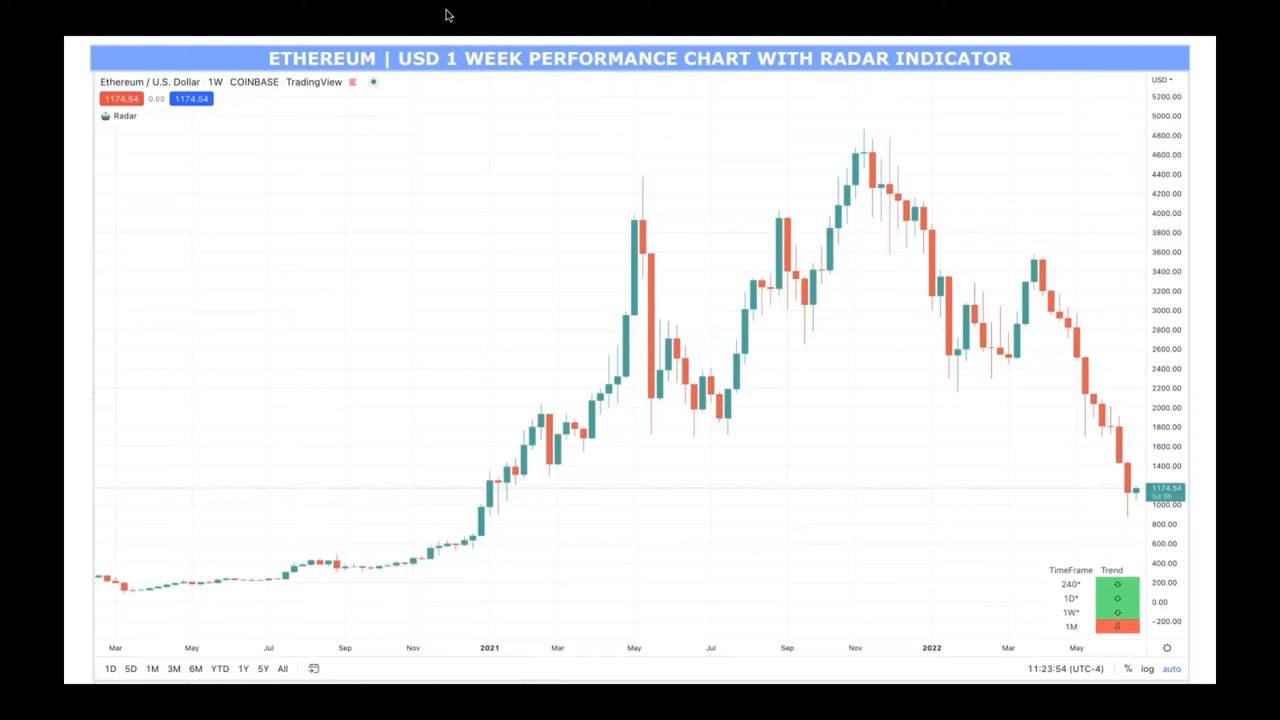 ETHEREUM | USD 1 WEEK PERFORMANCE CHART WITH RADAR INDICATOR
Ethereum / U.S. Dollar · 1W COINBASE · TradingView
USD
1174.54 0.00 1174.54
Radar
5200.00
5000.00
4800.00
4600.00
4400.00
4200.00
4000.00
3800.00
3600.00
3400.00
3200.00
3000.00
2800.00
2600.00
2400.00
2200.00
2000.00
1800.00
1600.00
1400.00
1174.54
5d 9h
1000.00
800.00
600.00
400.00
200.00
0.00
−200.00
TimeFrame Trend
240*
1D*
1W*
1M
Mar May Jul Sep Nov 2021 Mar May Jul Sep Nov 2022 Mar May
1D 5D 1M 3M 6M YTD 1Y 5Y All 11:23:54 (UTC-4) % log auto